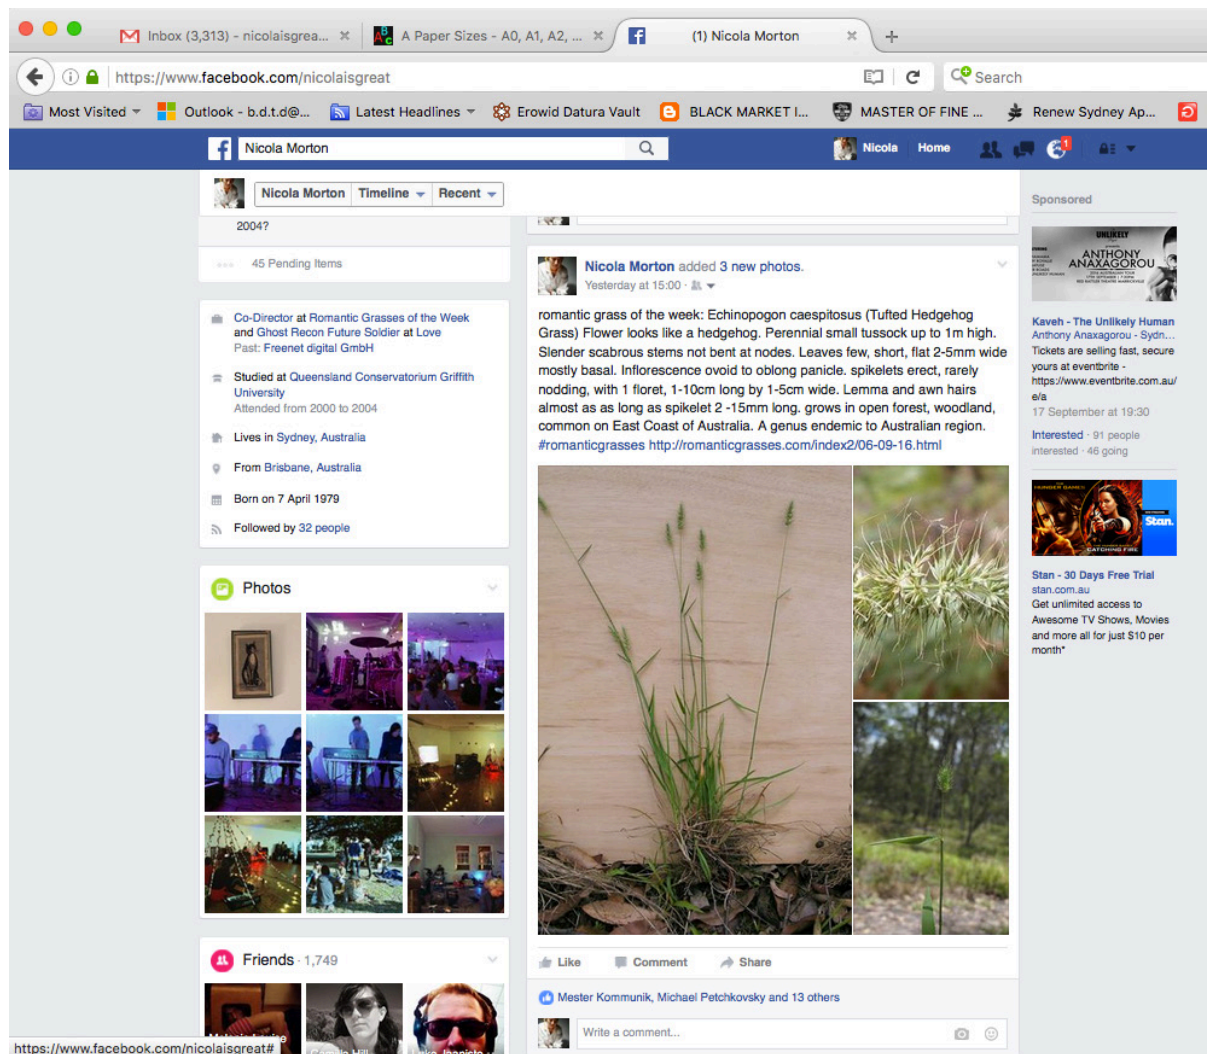 Inbox (3,313) - nicolaisgrea...
A Paper Sizes - A0, A1, A2, ...
(1) Nicola Morton
https://www.facebook.com/nicolaisgreat
Search
Most Visited
Outlook - b.d.t.d@...
Latest Headlines
Erowid Datura Vault
BLACK MARKET I...
MASTER OF FINE ...
Renew Sydney Ap...
Nicola Morton
Nicola
Home
1
Nicola Morton
Timeline
Recent
2004?
45 Pending Items
Co-Director at Romantic Grasses of the Week
and Ghost Recon Future Soldier at Love
Past: Freenet digital GmbH
Studied at Queensland Conservatorium Griffith
University
Attended from 2000 to 2004
Lives in Sydney, Australia
From Brisbane, Australia
Born on 7 April 1979
Followed by 32 people
Photos
Friends · 1,749
https://www.facebook.com/nicolaisgreat#
Nicola Morton added 3 new photos.
Yesterday at 15:00 ·
romantic grass of the week: Echinopogon caespitosus (Tufted Hedgehog
Grass) Flower looks like a hedgehog. Perennial small tussock up to 1m high.
Slender scabrous stems not bent at nodes. Leaves few, short, flat 2-5mm wide
mostly basal. Inflorescence ovoid to oblong panicle. spikelets erect, rarely
nodding, with 1 floret, 1-10cm long by 1-5cm wide. Lemma and awn hairs
almost as as long as spikelet 2 -15mm long. grows in open forest, woodland,
common on East Coast of Australia. A genus endemic to Australian region.
#romanticgrasses http://romanticgrasses.com/index2/06-09-16.html
Like
Comment
Share
Mester Kommunik, Michael Petchkovsky and 13 others
Write a comment...
Sponsored
UNLIKELY
ANTHONY
ANAXAGOROU
Kaveh - The Unlikely Human
Anthony Anaxagorou - Sydn...
Tickets are selling fast, secure
yours at eventbrite -
https://www.eventbrite.com.au/
e/a
17 September at 19:30
Interested · 91 people
interested · 46 going
THE HUNGER GAMES
CATCHING FIRE
Stan.
Stan - 30 Days Free Trial
stan.com.au
Get unlimited access to
Awesome TV Shows, Movies
and more all for just $10 per
month*